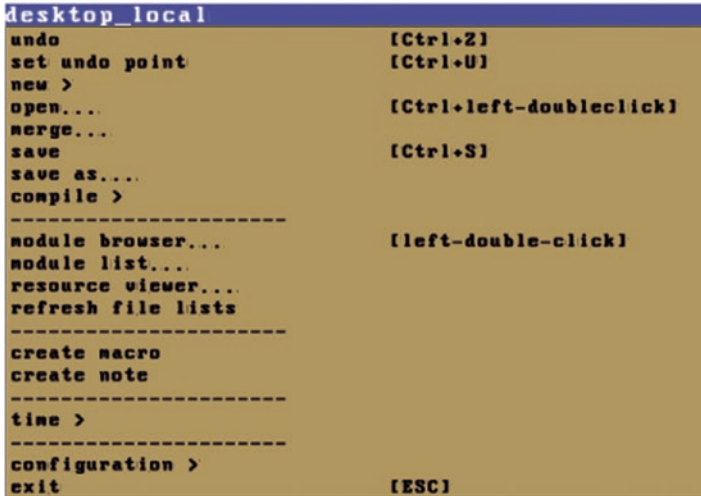 desktop_local
undo [Ctrl+Z]
set undo point [Ctrl+U]
new >
open... [Ctrl+left-doubleclick]
merge...
save [Ctrl+S]
save as...
compile >
----------------------
module browser... [left-double-click]
module list...
resource viewer...
refresh file lists
----------------------
create macro
create note
----------------------
time >
----------------------
configuration >
exit [ESC]